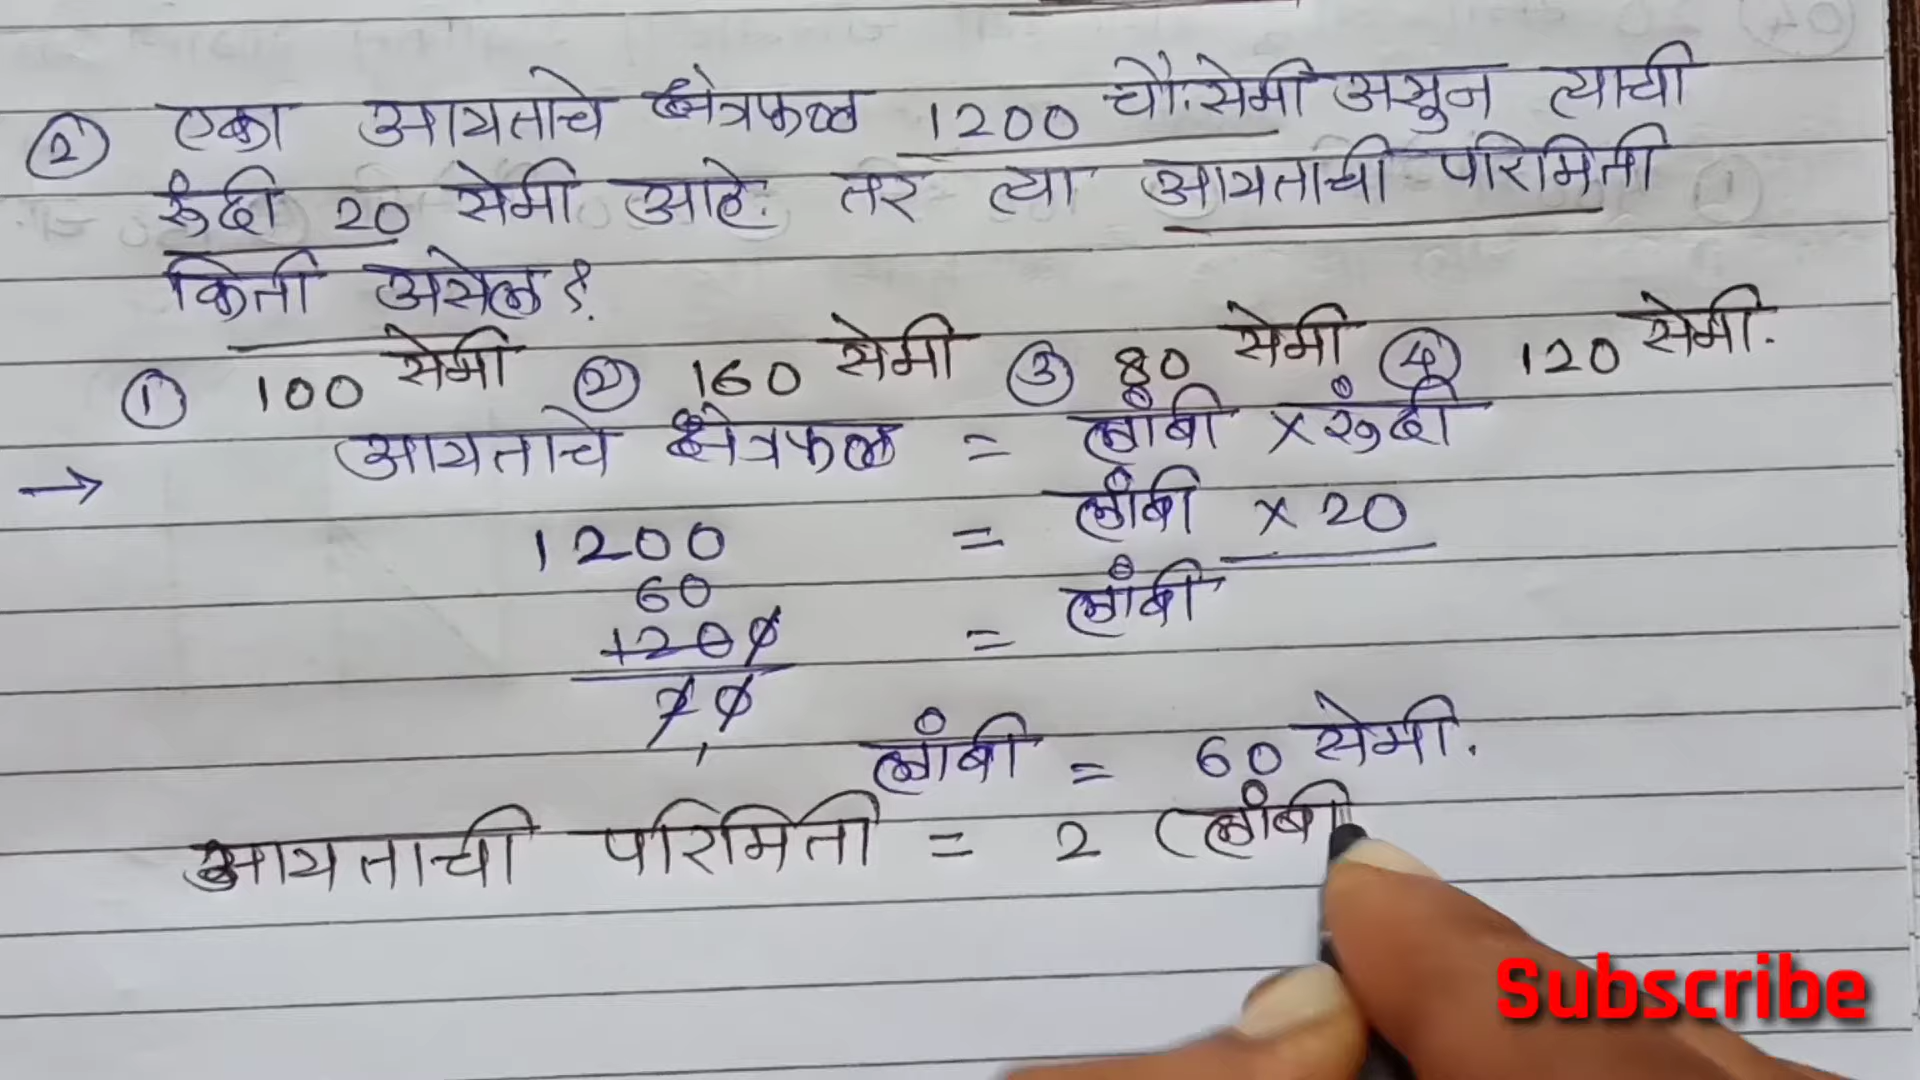 ② एका आयताचे क्षेत्रफळ 1200 चौ.सेमी असुन त्याची
रुंदी 20 सेमी आहे. तर त्या आयताची परिमिती
किती असेल?
① 100 सेमी ② 160 सेमी ③ 80 सेमी ④ 120 सेमी.
→ आयताचे क्षेत्रफळ = लांबी × रुंदी
1200 = लांबी × 20
60
1200 = लांबी
20
1
लांबी = 60 सेमी.
आयताची परिमिती = 2 (लांबी
Subscribe